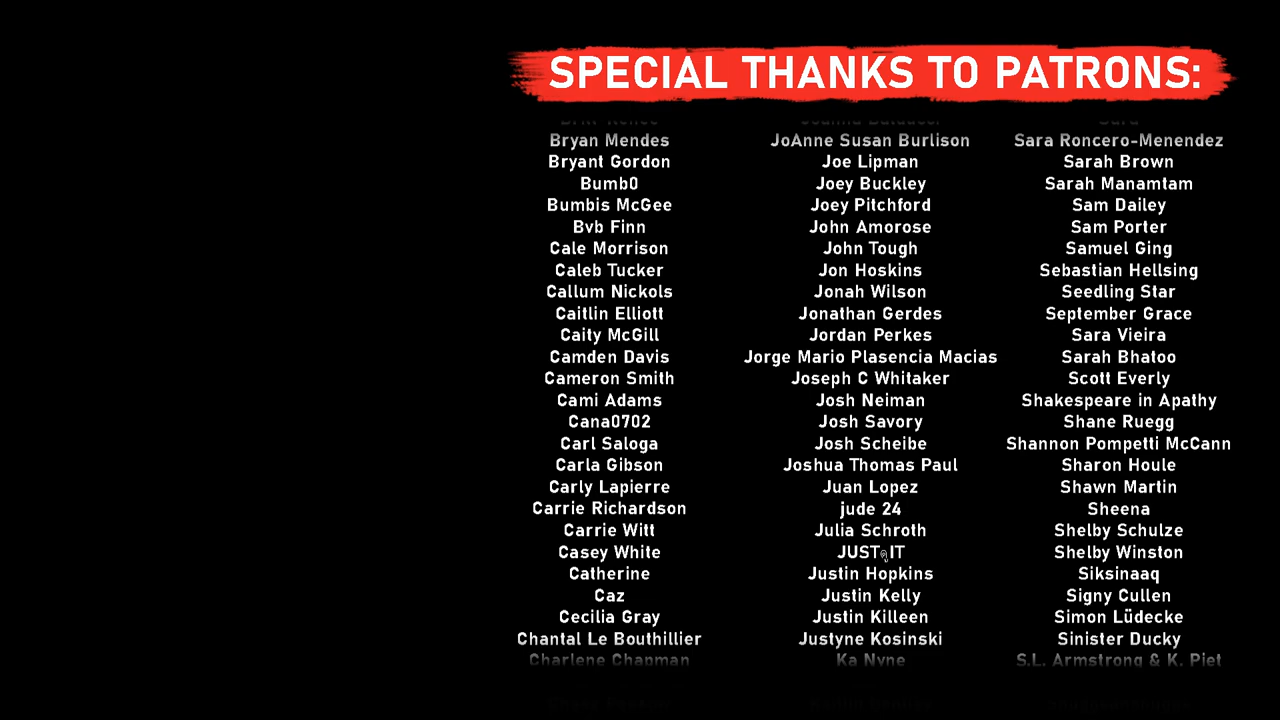 SPECIAL THANKS TO PATRONS:
Bryan Mendes
Bryant Gordon
Bumb0
Bumbis McGee
Bvb Finn
Cale Morrison
Caleb Tucker
Callum Nickols
Caitlin Elliott
Caity McGill
Camden Davis
Cameron Smith
Cami Adams
Cana0702
Carl Saloga
Carla Gibson
Carly Lapierre
Carrie Richardson
Carrie Witt
Casey White
Catherine
Caz
Cecilia Gray
Chantal Le Bouthillier
Charlene Chapman
JoAnne Susan Burlison
Joe Lipman
Joey Buckley
Joey Pitchford
John Amorose
John Tough
Jon Hoskins
Jonah Wilson
Jonathan Gerdes
Jordan Perkes
Jorge Mario Plasencia Macias
Joseph C Whitaker
Josh Neiman
Josh Savory
Josh Scheibe
Joshua Thomas Paul
Juan Lopez
jude 24
Julia Schroth
JUSTඩුIT
Justin Hopkins
Justin Kelly
Justin Killeen
Justyne Kosinski
Ka Nyne
Sara
Sara Roncero-Menendez
Sarah Brown
Sarah Manamtam
Sam Dailey
Sam Porter
Samuel Ging
Sebastian Hellsing
Seedling Star
September Grace
Sara Vieira
Sarah Bhatoo
Scott Everly
Shakespeare in Apathy
Shane Ruegg
Shannon Pompetti McCann
Sharon Houle
Shawn Martin
Sheena
Shelby Schulze
Shelby Winston
Siksinaaq
Signy Cullen
Simon Lüdecke
Sinister Ducky
S.L. Armstrong & K. Piet